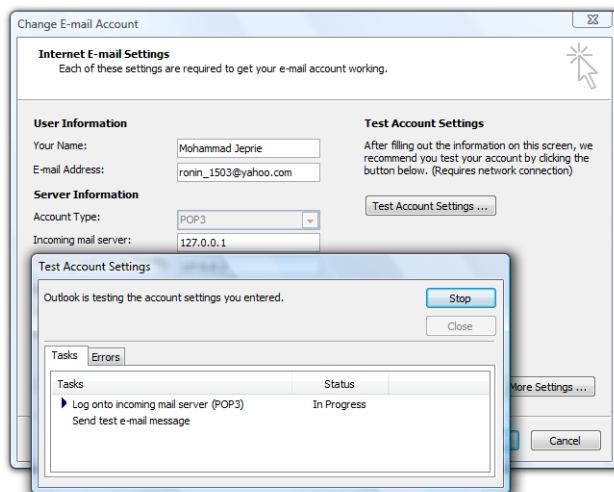 Change E-mail Account
Internet E-mail Settings
Each of these settings are required to get your e-mail account working.
User Information
Your Name: Mohammad Jeprie
E-mail Address: ronin_1503@yahoo.com
Server Information
Account Type: POP3
Incoming mail server: 127.0.0.1
Test Account Settings
After filling out the information on this screen, we
recommend you test your account by clicking the
button below. (Requires network connection)
Test Account Settings ...
Test Account Settings
Outlook is testing the account settings you entered.
Stop
Close
Tasks Errors
Tasks Status
Log onto incoming mail server (POP3) In Progress
Send test e-mail message
More Settings ...
Cancel